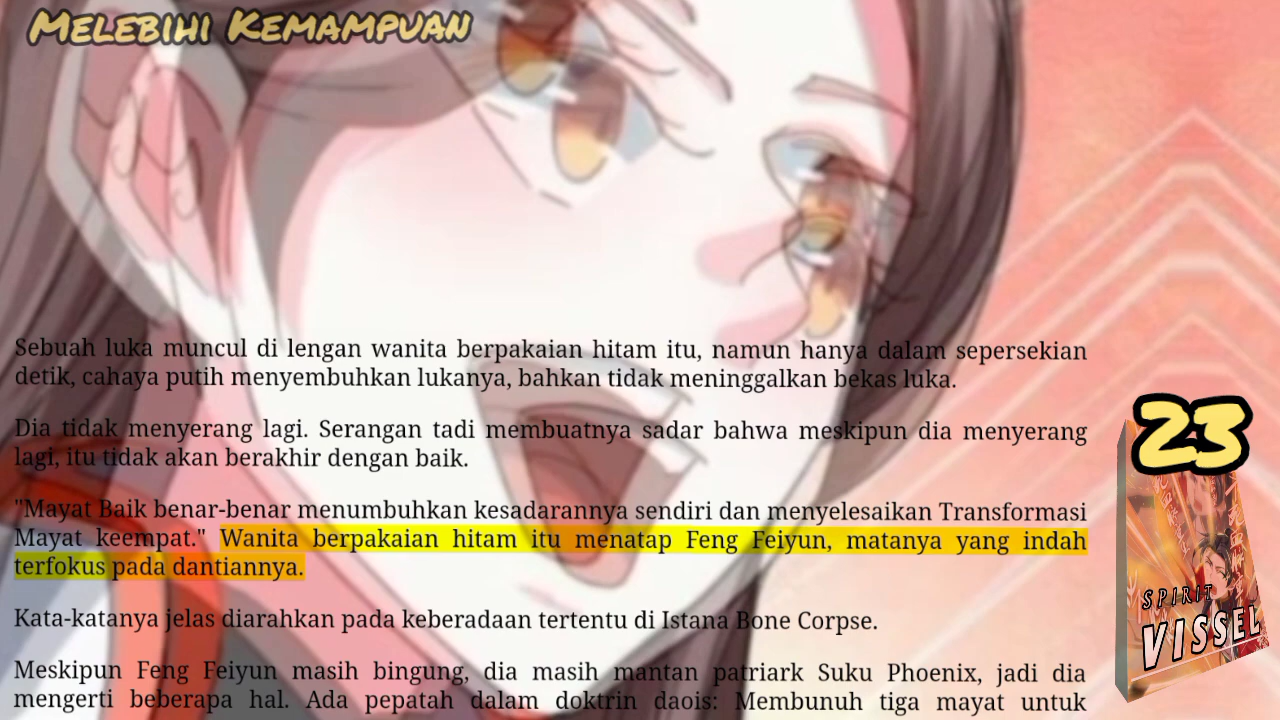 MELEBIHI KEMAMPUAN
Sebuah luka muncul di lengan wanita berpakaian hitam itu, namun hanya dalam sepersekian
detik, cahaya putih menyembuhkan lukanya, bahkan tidak meninggalkan bekas luka.
Dia tidak menyerang lagi. Serangan tadi membuatnya sadar bahwa meskipun dia menyerang
lagi, itu tidak akan berakhir dengan baik.
"Mayat Baik benar-benar menumbuhkan kesadarannya sendiri dan menyelesaikan Transformasi
Mayat keempat." Wanita berpakaian hitam itu menatap Feng Feiyun, matanya yang indah
terfokus pada dantiannya.
Kata-katanya jelas diarahkan pada keberadaan tertentu di Istana Bone Corpse.
Meskipun Feng Feiyun masih bingung, dia masih mantan patriark Suku Phoenix, jadi dia
mengerti beberapa hal. Ada pepatah dalam doktrin daois: Membunuh tiga mayat untuk
23
SPIRIT
VISSEL